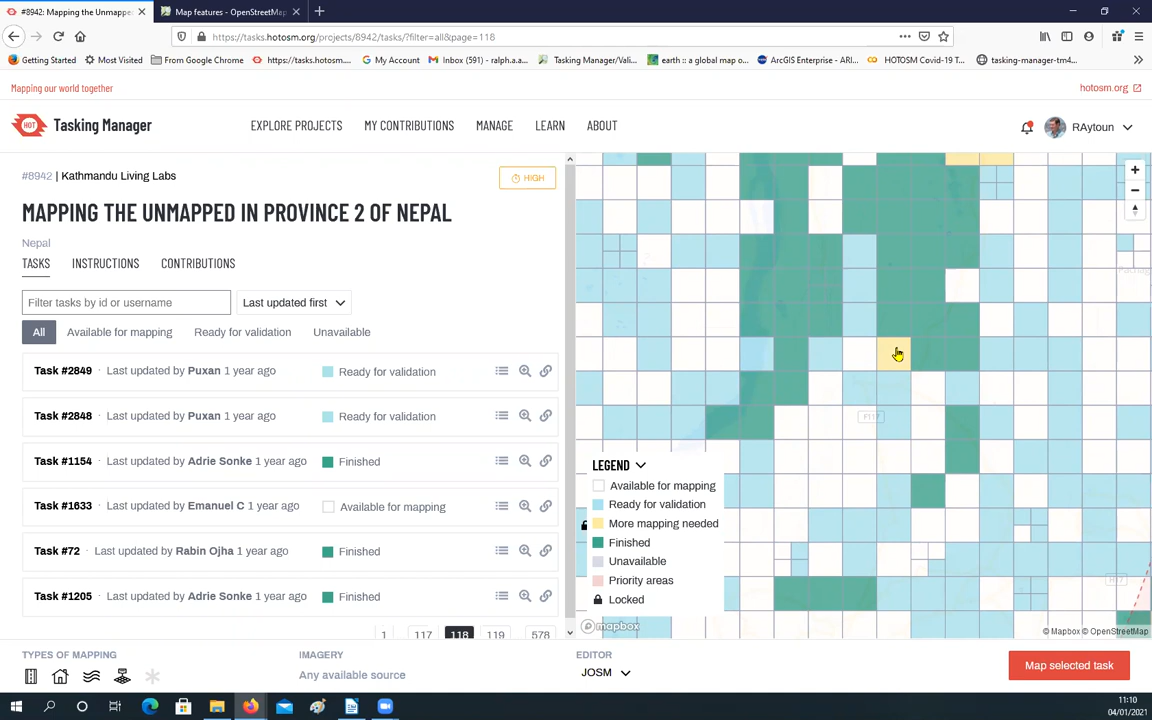 #8942: Mapping the Unmapped
Map features - OpenStreetMap
https://tasks.hotosm.org/projects/8942/tasks/?filter=all&page=118
Getting Started
Most Visited
From Google Chrome
https://tasks.hotosm....
My Account
Inbox (591) - ralph.a.a...
Tasking Manager/Vali...
earth :: a global map o...
ArcGIS Enterprise - ARI...
HOTOSM Covid-19 T...
tasking-manager-tm4...
Mapping our world together
hotosm.org
HOT
Tasking Manager
EXPLORE PROJECTS
MY CONTRIBUTIONS
MANAGE
LEARN
ABOUT
RAytoun
#8942 | Kathmandu Living Labs
HIGH
MAPPING THE UNMAPPED IN PROVINCE 2 OF NEPAL
Nepal
TASKS
INSTRUCTIONS
CONTRIBUTIONS
Filter tasks by id or username
Last updated first
All
Available for mapping
Ready for validation
Unavailable
Task #2849 · Last updated by Puxan 1 year ago Ready for validation
Task #2848 · Last updated by Puxan 1 year ago Ready for validation
Task #1154 · Last updated by Adrie Sonke 1 year ago Finished
Task #1633 · Last updated by Emanuel C 1 year ago Available for mapping
Task #72 · Last updated by Rabin Ojha 1 year ago Finished
Task #1205 · Last updated by Adrie Sonke 1 year ago Finished
1 117 118 119 578
F117
H17
LEGEND
Available for mapping
Ready for validation
More mapping needed
Finished
Unavailable
Priority areas
Locked
mapbox
© Mapbox © OpenStreetMap
TYPES OF MAPPING
IMAGERY
Any available source
EDITOR
JOSM
Map selected task
11:10
04/01/2021